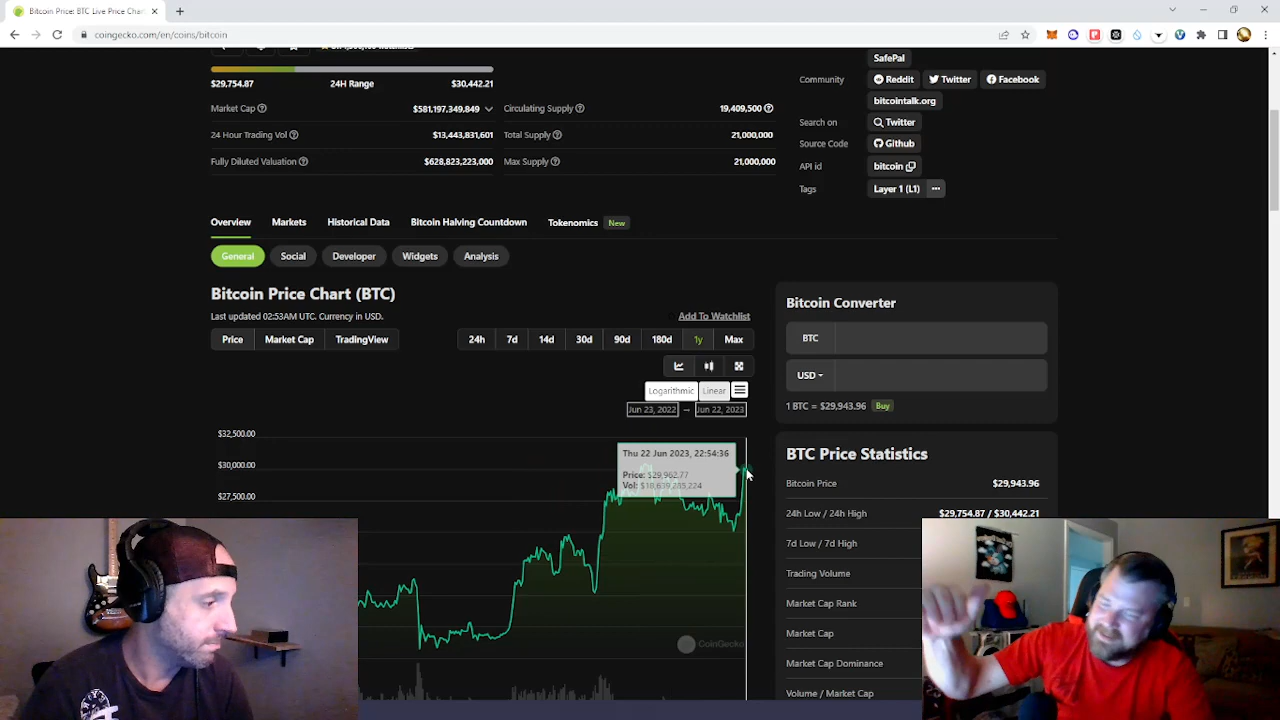 Bitcoin Price: BTC Live Price Char
coingecko.com/en/coins/bitcoin
$29,754.87 24H Range $30,442.21
Market Cap $581,197,349,849
24 Hour Trading Vol $13,443,831,601
Fully Diluted Valuation $628,823,223,000
Circulating Supply 19,409,500
Total Supply 21,000,000
Max Supply 21,000,000
SafePal
Community Reddit Twitter Facebook
bitcointalk.org
Search on Twitter
Source Code Github
API id bitcoin
Tags Layer 1 (L1)
Overview Markets Historical Data Bitcoin Halving Countdown Tokenomics New
General Social Developer Widgets Analysis
Bitcoin Price Chart (BTC)
Last updated 02:53AM UTC. Currency in USD.
Add To Watchlist
Price Market Cap TradingView
24h 7d 14d 30d 90d 180d 1y Max
Logarithmic Linear
Jun 23, 2022 → Jun 22, 2023
$32,500.00
$30,000.00
$27,500.00
Thu 22 Jun 2023, 22:54:36
Price: $29,962.77
CoinGecko
Bitcoin Converter
BTC
USD
1 BTC = $29,943.96 Buy
BTC Price Statistics
Bitcoin Price $29,943.96
24h Low / 24h High $29,754.87 / $30,442.21
7d Low / 7d High
Trading Volume
Market Cap Rank
Market Cap
Market Cap Dominance
Volume / Market Cap